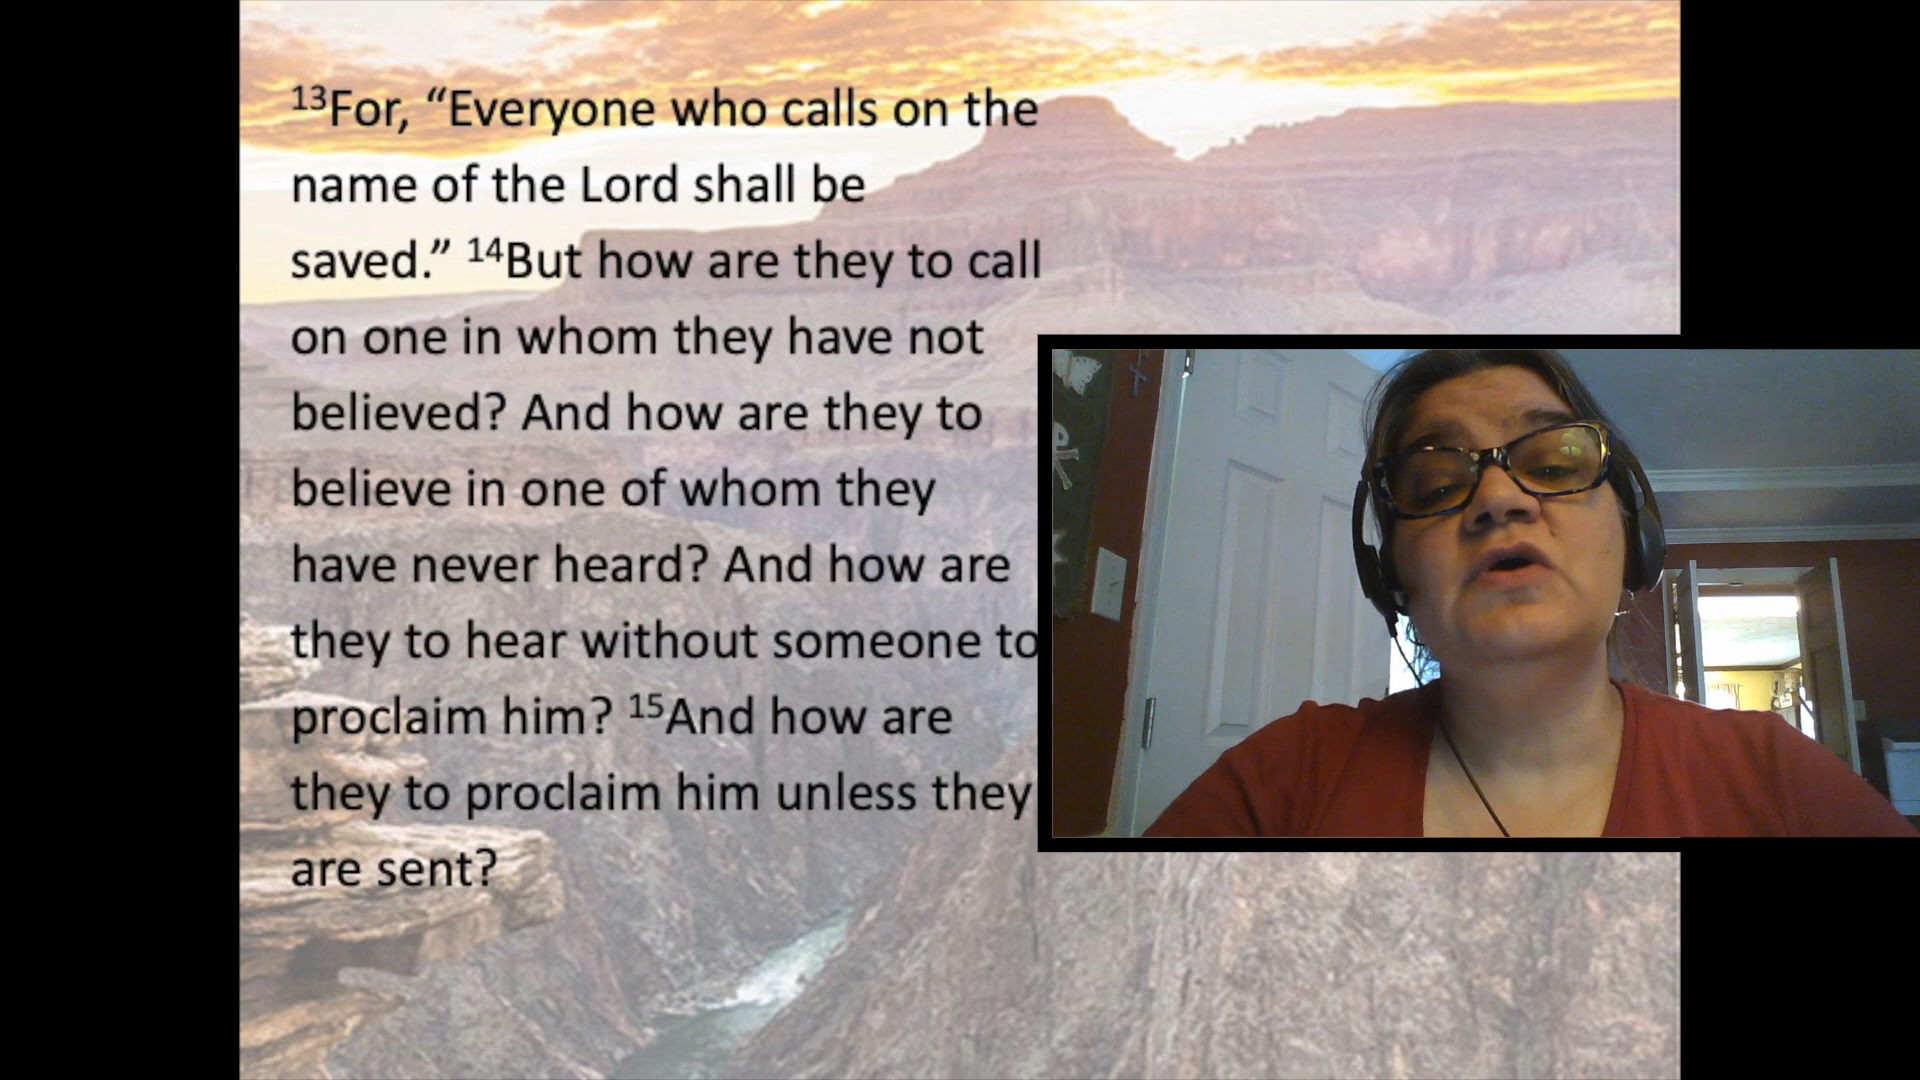 ¹³For, “Everyone who calls on the
name of the Lord shall be
saved.” ¹⁴But how are they to call
on one in whom they have not
believed? And how are they to
believe in one of whom they
have never heard? And how are
they to hear without someone to
proclaim him? ¹⁵And how are
they to proclaim him unless they
are sent?